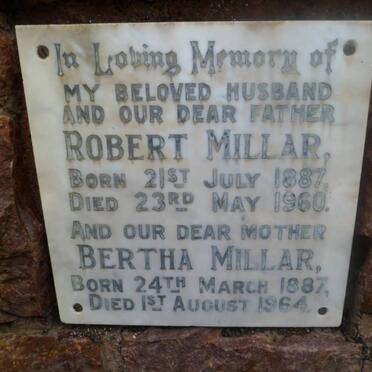 In Loving Memory of
MY BELOVED HUSBAND
AND OUR DEAR FATHER
ROBERT MILLAR,
BORN 21ST JULY 1887,
DIED 23RD MAY 1960.
AND OUR DEAR MOTHER
BERTHA MILLAR,
BORN 24TH MARCH 1887,
DIED 1ST AUGUST 1964.